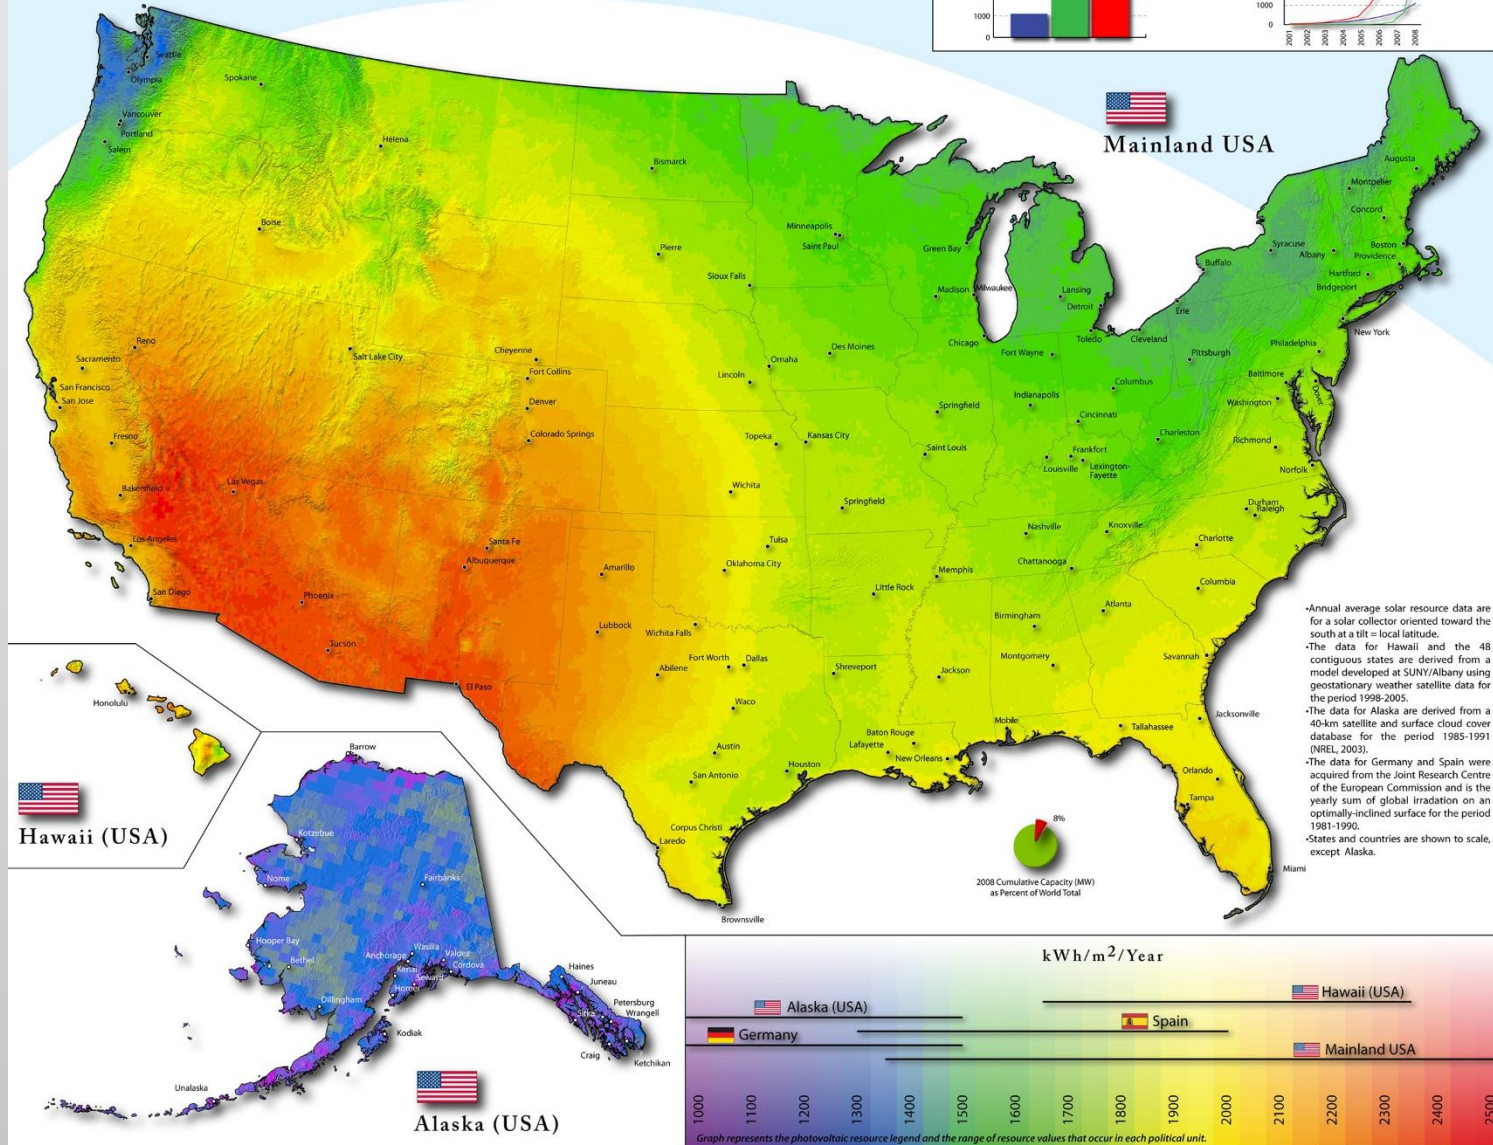 1000
0
1000
0
2001
2002
2003
2004
2005
2006
2007
2008
Mainland USA
Seattle
Olympia
Spokane
Vancouver
Portland
Salem
Helena
Bismarck
Augusta
Montpelier
Concord
Boise
Minneapolis
Saint Paul
Pierre
Green Bay
Syracuse
Albany
Boston
Providence
Buffalo
Hartford
Bridgeport
Sioux Falls
Madison
Milwaukee
Lansing
Detroit
Erie
New York
Reno
Sacramento
Salt Lake City
Cheyenne
Fort Collins
Omaha
Des Moines
Chicago
Fort Wayne
Toledo
Cleveland
Pittsburgh
Philadelphia
San Francisco
San Jose
Lincoln
Baltimore
Dover
Washington
Denver
Columbus
Indianapolis
Springfield
Cincinnati
Fresno
Colorado Springs
Topeka
Kansas City
Saint Louis
Charleston
Richmond
Frankfort
Louisville
Lexington-
Fayette
Norfolk
Bakersfield
Las Vegas
Wichita
Springfield
Durham
Raleigh
Nashville
Knoxville
Los Angeles
Santa Fe
Albuquerque
Amarillo
Tulsa
Oklahoma City
Charlotte
Chattanooga
Memphis
Little Rock
Columbia
San Diego
Phoenix
Atlanta
Birmingham
Lubbock
Wichita Falls
Tucson
Fort Worth
Dallas
Abilene
Shreveport
Jackson
Montgomery
Savannah
El Paso
Waco
Mobile
Tallahassee
Jacksonville
Austin
Baton Rouge
Lafayette
New Orleans
San Antonio
Houston
Orlando
Tampa
Corpus Christi
Laredo
Miami
Brownsville
•Annual average solar resource data are
for a solar collector oriented toward the
south at a tilt = local latitude.
•The data for Hawaii and the 48
contiguous states are derived from a
model developed at SUNY/Albany using
geostationary weather satellite data for
the period 1998-2005.
•The data for Alaska are derived from a
40-km satellite and surface cloud cover
database for the period 1985-1991
(NREL, 2003).
•The data for Germany and Spain were
acquired from the Joint Research Centre
of the European Commission and is the
yearly sum of global irradation on an
optimally-inclined surface for the period
1981-1990.
•States and countries are shown to scale,
except Alaska.
8%
2008 Cumulative Capacity (MW)
as Percent of World Total
Honolulu
Hawaii (USA)
Barrow
Kotzebue
Nome
Fairbanks
Hooper Bay
Bethel
Wasilla
Anchorage
Valdez
Cordova
Kenai
Seward
Homer
Dillingham
Kodiak
Haines
Juneau
Petersburg
Sitka
Wrangell
Craig
Ketchikan
Unalaska
Alaska (USA)
kWh/m²/Year
Hawaii (USA)
Alaska (USA)
Spain
Germany
Mainland USA
1000
1100
1200
1300
1400
1500
1600
1700
1800
1900
2000
2100
2200
2300
2400
2500
Graph represents the photovoltaic resource legend and the range of resource values that occur in each political unit.